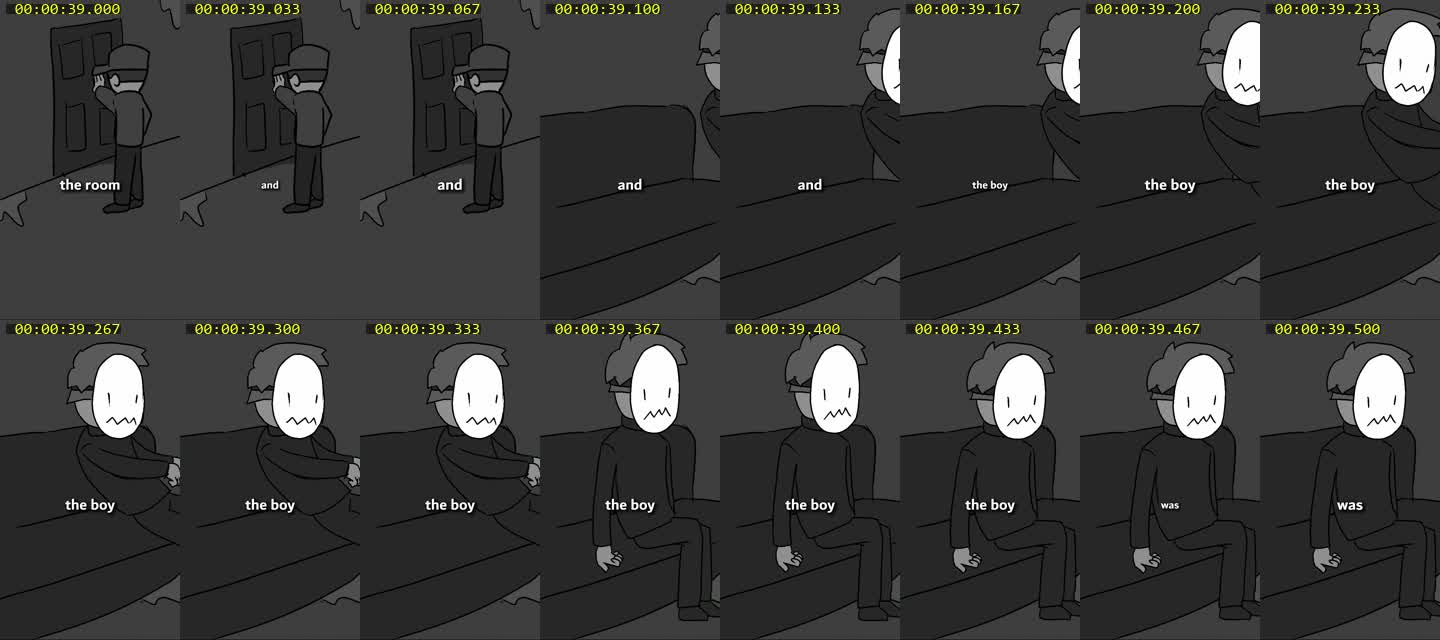 00:00:39.000
00:00:39.033
00:00:39.067
00:00:39.100
00:00:39.133
00:00:39.167
00:00:39.200
00:00:39.233
the room
and
and
and
and
the boy
the boy
the boy
00:00:39.267
00:00:39.300
00:00:39.333
00:00:39.367
00:00:39.400
00:00:39.433
00:00:39.467
00:00:39.500
the boy
the boy
the boy
the boy
the boy
the boy
was
was